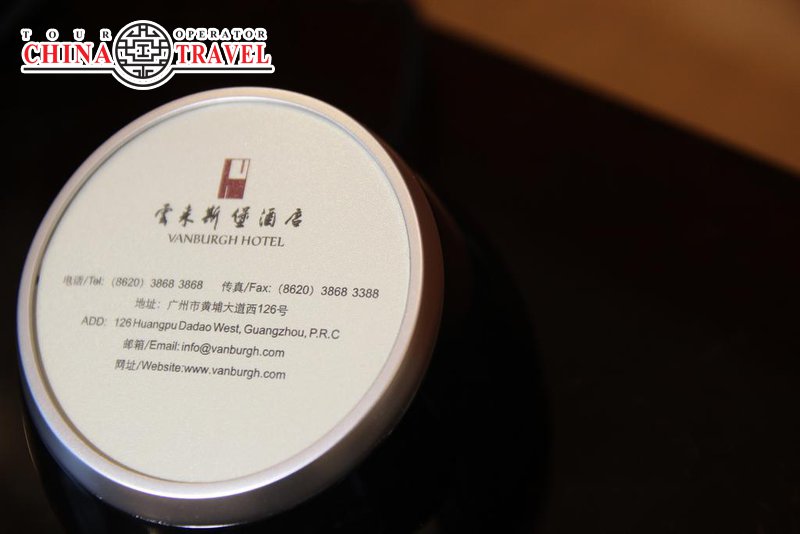 TOUR OPERATOR
CHINA TRAVEL
雲来斯堡酒店
VANBURGH HOTEL
电话/Tel: (8620) 3868 3868 传真/Fax: (8620) 3868 3388
地址: 广州市黄埔大道西126号
ADD: 126 Huangpu Dadao West, Guangzhou, P.R.C
邮箱/Email: info@vanburgh.com
网址/Website:www.vanburgh.com